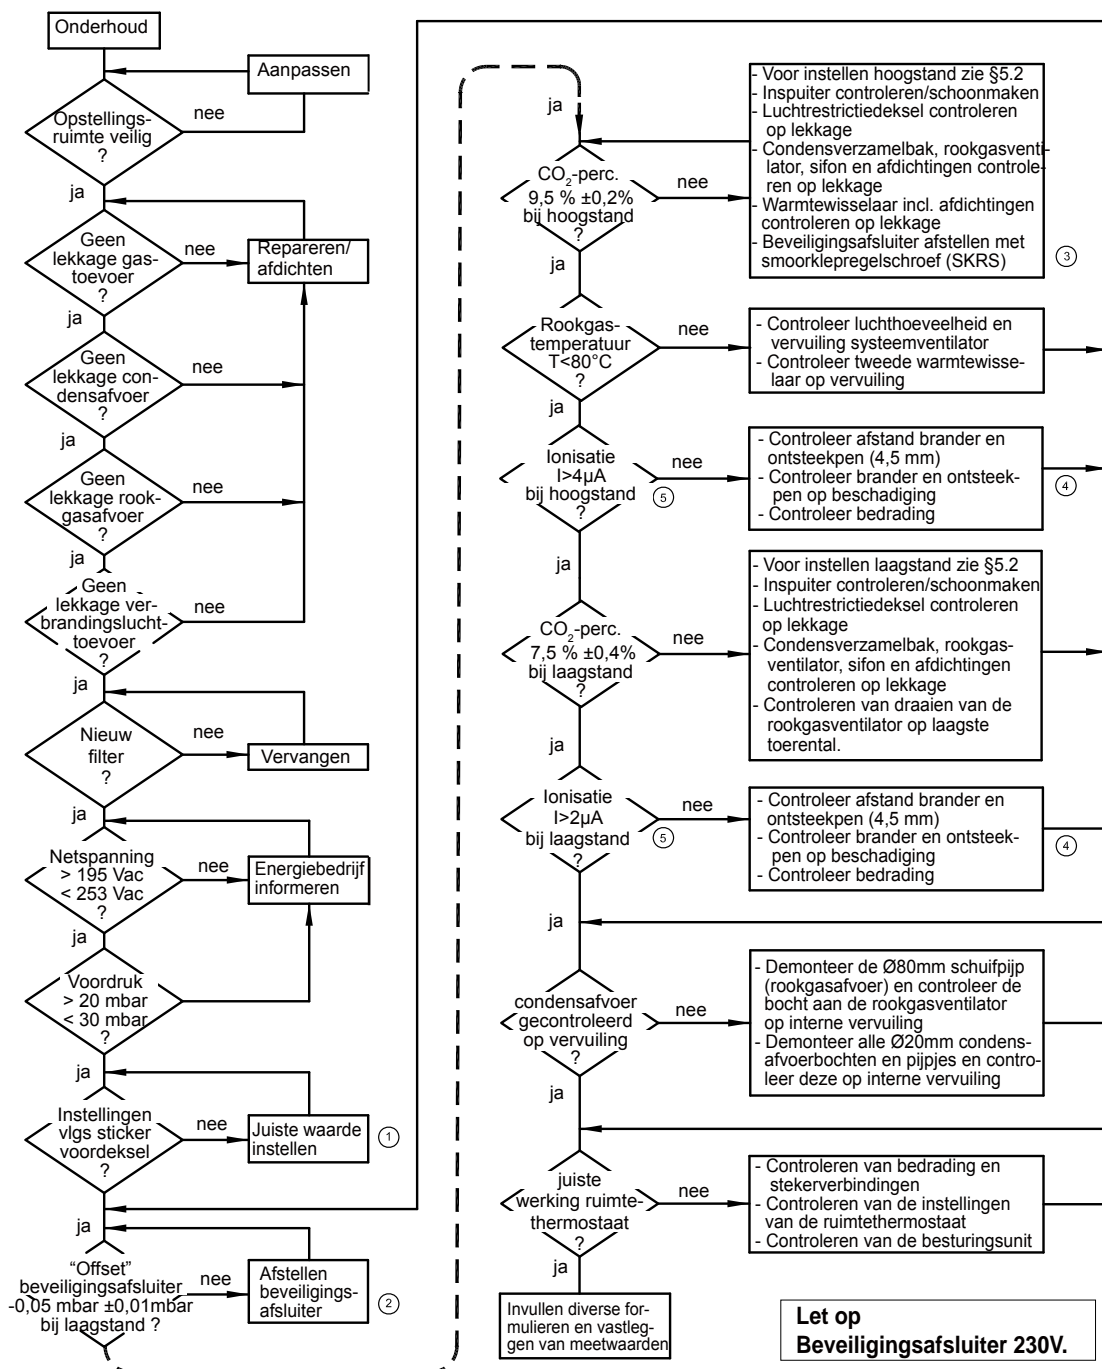 Onderhoud
Aanpassen
Opstellings-
ruimte veilig
?
nee
ja
Geen
lekkage gas-
toevoer
?
nee
Repareren/
afdichten
ja
Geen
lekkage con-
densafvoer
?
nee
ja
Geen
lekkage rook-
gasafvoer
?
nee
ja
Geen
lekkage ver-
brandingslucht-
toevoer
?
nee
ja
Nieuw
filter
?
nee
Vervangen
ja
Netspanning
> 195 Vac
< 253 Vac
?
nee
Energiebedrijf
informeren
ja
Voordruk
> 20 mbar
< 30 mbar
?
ja
Instellingen
vlgs sticker
voordeksel
?
nee
Juiste waarde
instellen
1
ja
“Offset”
beveiligingsafsluiter
-0,05 mbar ±0,01mbar
bij laagstand ?
nee
Afstellen
beveiligings-
afsluiter
2
ja
CO2-perc.
9,5 % ±0,2%
bij hoogstand
?
nee
- Voor instellen hoogstand zie §5.2
- Inspuiter controleren/schoonmaken
- Luchtrestrictiedeksel controleren
op lekkage
- Condensverzamelbak, rookgasventi-
lator, sifon en afdichtingen controle-
ren op lekkage
- Warmtewisselaar incl. afdichtingen
controleren op lekkage
- Beveiligingsafsluiter afstellen met
smoorklepregelschroef (SKRS)
3
ja
Rookgas-
temperatuur
T<80°C
?
nee
- Controleer luchthoeveelheid en
vervuiling systeemventilator
- Controleer tweede warmtewisse-
laar op vervuiling
ja
Ionisatie
I>4µA
bij hoogstand
?
5
nee
- Controleer afstand brander en
ontsteekpen (4,5 mm)
- Controleer brander en ontsteek-
pen op beschadiging
- Controleer bedrading
4
ja
CO2-perc.
7,5 % ±0,4%
bij laagstand
?
nee
- Voor instellen laagstand zie §5.2
- Inspuiter controleren/schoonmaken
- Luchtrestrictiedeksel controleren
op lekkage
- Condensverzamelbak, rookgas-
ventilator, sifon en afdichtingen
controleren op lekkage
- Controleren van draaien van de
rookgasventilator op laagste
toerental.
ja
Ionisatie
I>2µA
bij laagstand
?
5
nee
- Controleer afstand brander en
ontsteekpen (4,5 mm)
- Controleer brander en ontsteek-
pen op beschadiging
- Controleer bedrading
4
ja
condensafvoer
gecontroleerd
op vervuiling
?
nee
- Demonteer de Ø80mm schuifpijp
(rookgasafvoer) en controleer de
bocht aan de rookgasventilator
op interne vervuiling
- Demonteer alle Ø20mm condens-
afvoerbochten en pijpjes en contro-
leer deze op interne vervuiling
ja
juiste
werking ruimte-
thermostaat
?
nee
- Controleren van bedrading en
stekerverbindingen
- Controleren van de instellingen
van de ruimtethermostaat
- Controleren van de besturingsunit
ja
Invullen diverse for-
mulieren en vastleg-
gen van meetwaarden
Let op
Beveiligingsafsluiter 230V.